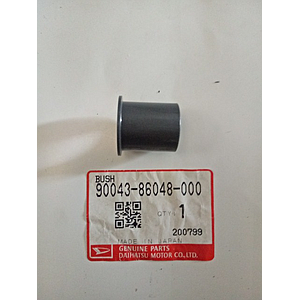 BUSH
90043-86048-000
QTY. 1
200799
MADE IN JAPAN
GENUINE PARTS
DAIHATSU MOTOR CO.,LTD.